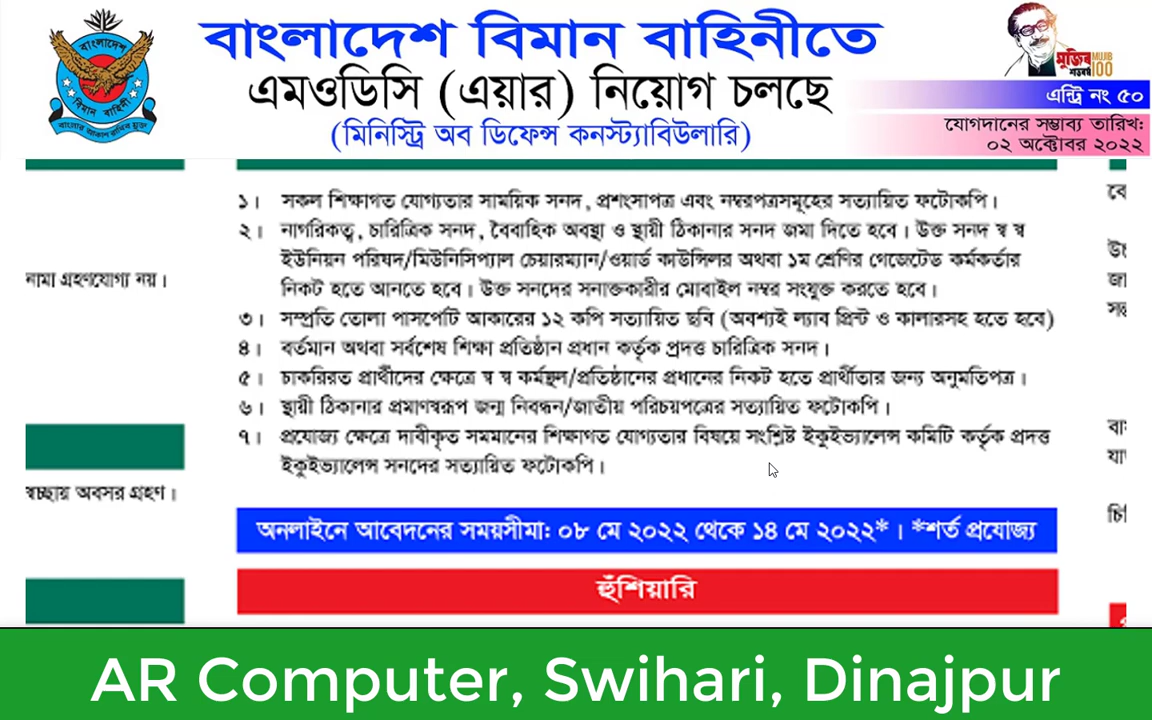 বাংলাদেশ বিমান বাহিনীতে
এমওডিসি (এয়ার) নিয়োগ চলছে
(মিনিস্ট্রি অব ডিফেন্স কনস্ট্যাবিউলারি)
বাংলাদেশ
বিমান বাহিনী
বাংলার আকাশ রাখিব মুক্ত
মুজিব MUJIB
শতবর্ষ 100
এন্ট্রি নং ৫০
যোগদানের সম্ভাব্য তারিখ:
০২ অক্টোবর ২০২২
১। সকল শিক্ষাগত যোগ্যতার সাময়িক সনদ, প্রশংসাপত্র এবং নম্বরপত্রসমূহের সত্যায়িত ফটোকপি।
২। নাগরিকত্ব, চারিত্রিক সনদ, বৈবাহিক অবস্থা ও স্থায়ী ঠিকানার সনদ জমা দিতে হবে। উক্ত সনদ স্ব স্ব
ইউনিয়ন পরিষদ/মিউনিসিপ্যাল চেয়ারম্যান/ওয়ার্ড কাউন্সিলর অথবা ১ম শ্রেণির গেজেটেড কর্মকর্তার
নিকট হতে আনতে হবে। উক্ত সনদের সনাক্তকারীর মোবাইল নম্বর সংযুক্ত করতে হবে।
৩। সম্প্রতি তোলা পাসপোর্ট আকারের ১২ কপি সত্যায়িত ছবি (অবশ্যই ল্যাব প্রিন্ট ও কালারসহ হতে হবে)
৪। বর্তমান অথবা সর্বশেষ শিক্ষা প্রতিষ্ঠান প্রধান কর্তৃক প্রদত্ত চারিত্রিক সনদ।
৫। চাকরিরত প্রার্থীদের ক্ষেত্রে স্ব স্ব কর্মস্থল/প্রতিষ্ঠানের প্রধানের নিকট হতে প্রার্থীতার জন্য অনুমতিপত্র।
৬। স্থায়ী ঠিকানার প্রমাণস্বরূপ জন্ম নিবন্ধন/জাতীয় পরিচয়পত্রের সত্যায়িত ফটোকপি।
৭। প্রযোজ্য ক্ষেত্রে দাবীকৃত সমমানের শিক্ষাগত যোগ্যতার বিষয়ে সংশ্লিষ্ট ইকুইভ্যালেন্স কমিটি কর্তৃক প্রদত্ত
ইকুইভ্যালেন্স সনদের সত্যায়িত ফটোকপি।
নামা গ্রহণযোগ্য নয়।
স্বচ্ছায় অবসর গ্রহণ।
অনলাইনে আবেদনের সময়সীমা: ০৮ মে ২০২২ থেকে ১৪ মে ২০২২*। *শর্ত প্রযোজ্য
হুঁশিয়ারি
AR Computer, Swihari, Dinajpur